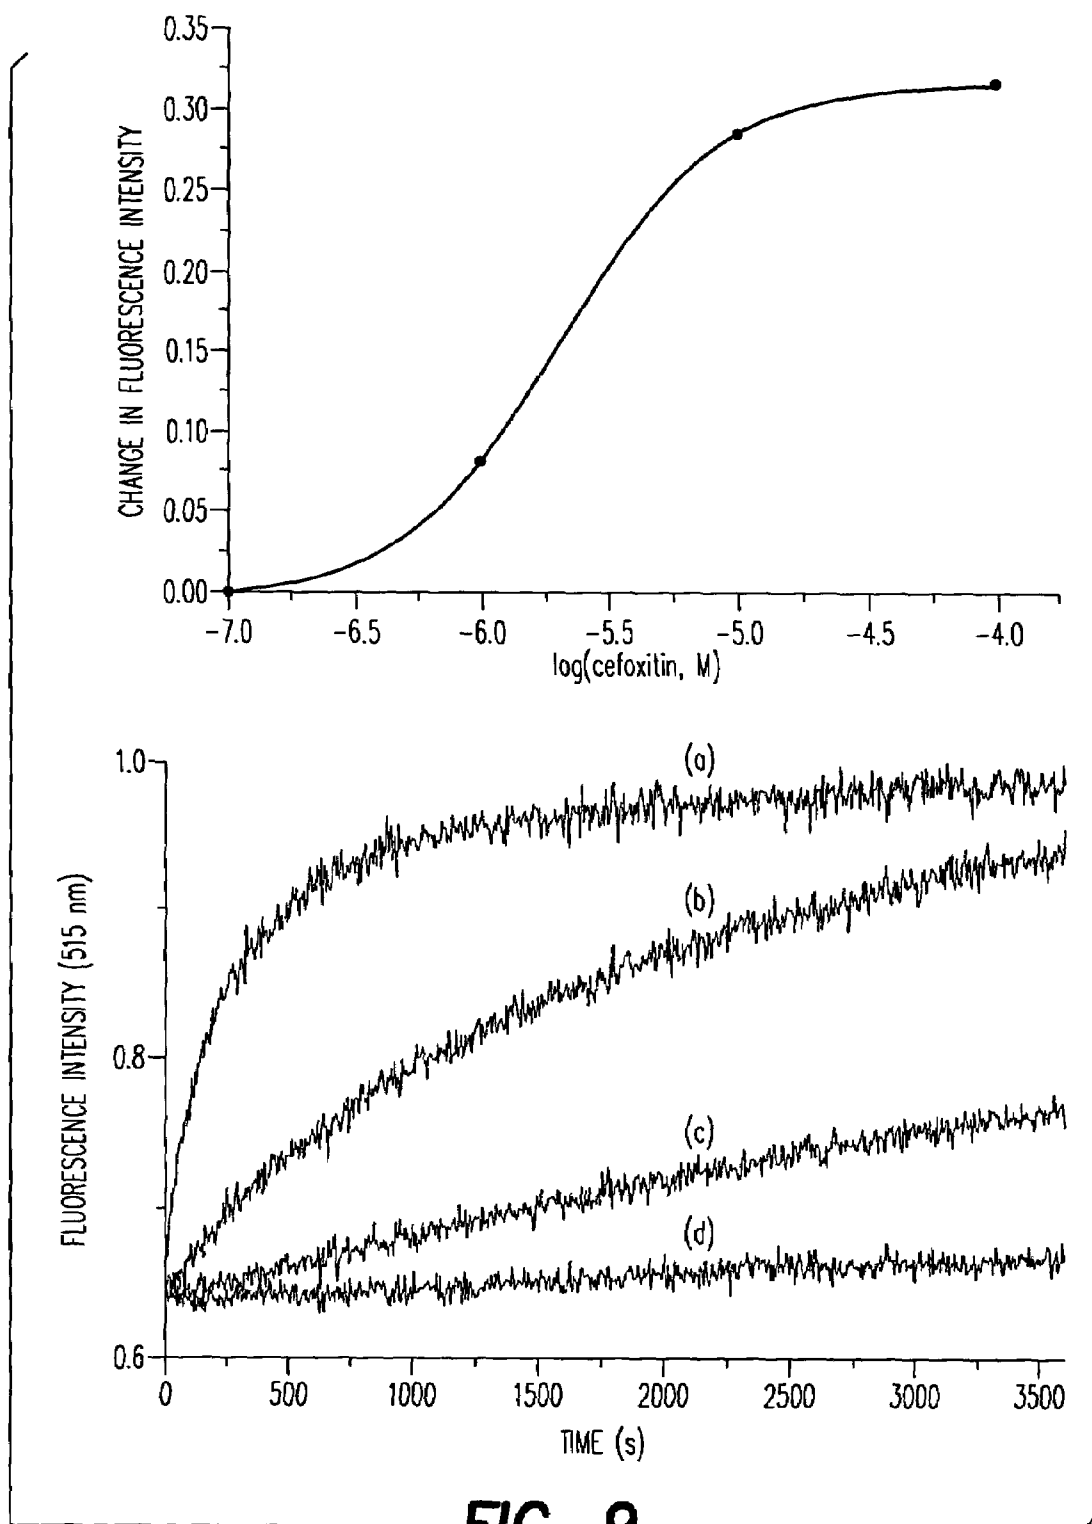 CHANGE IN FLUORESCENCE INTENSITY
0.35
0.30
0.25
0.20
0.15
0.10
0.05
0.00
-7.0 -6.5 -6.0 -5.5 -5.0 -4.5 -4.0
log(cefoxitin, M)
FLUORESCENCE INTENSITY (515 nm)
1.0
0.8
0.6
(a)
(b)
(c)
(d)
0 500 1000 1500 2000 2500 3000 3500
TIME (s)
FIG. 9